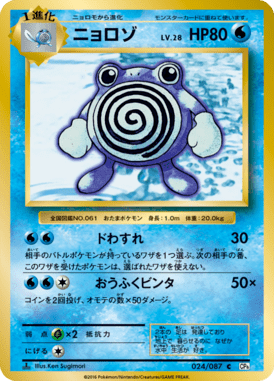 1進化
ニョロモから進化
モンスターカードに重ねて使います。
ニョロゾ
LV.28
HP80
全国図鑑NO.061 おたまポケモン 身長:1.0m 体重:20.0kg
ドわすれ 30
相手のバトルポケモンが持っているワザを1つ選ぶ。次の相手の番、
このワザを受けたポケモンは、選ばれたワザを使えない。
おうふくビンタ 50×
コインを2回投げ、オモテの数×50ダメージ。
弱点 ×2 抵抗力
にげる
Illus.Ken Sugimori
024/087 C CP6
©2016 Pokémon/Nintendo/Creatures/GAME FREAK